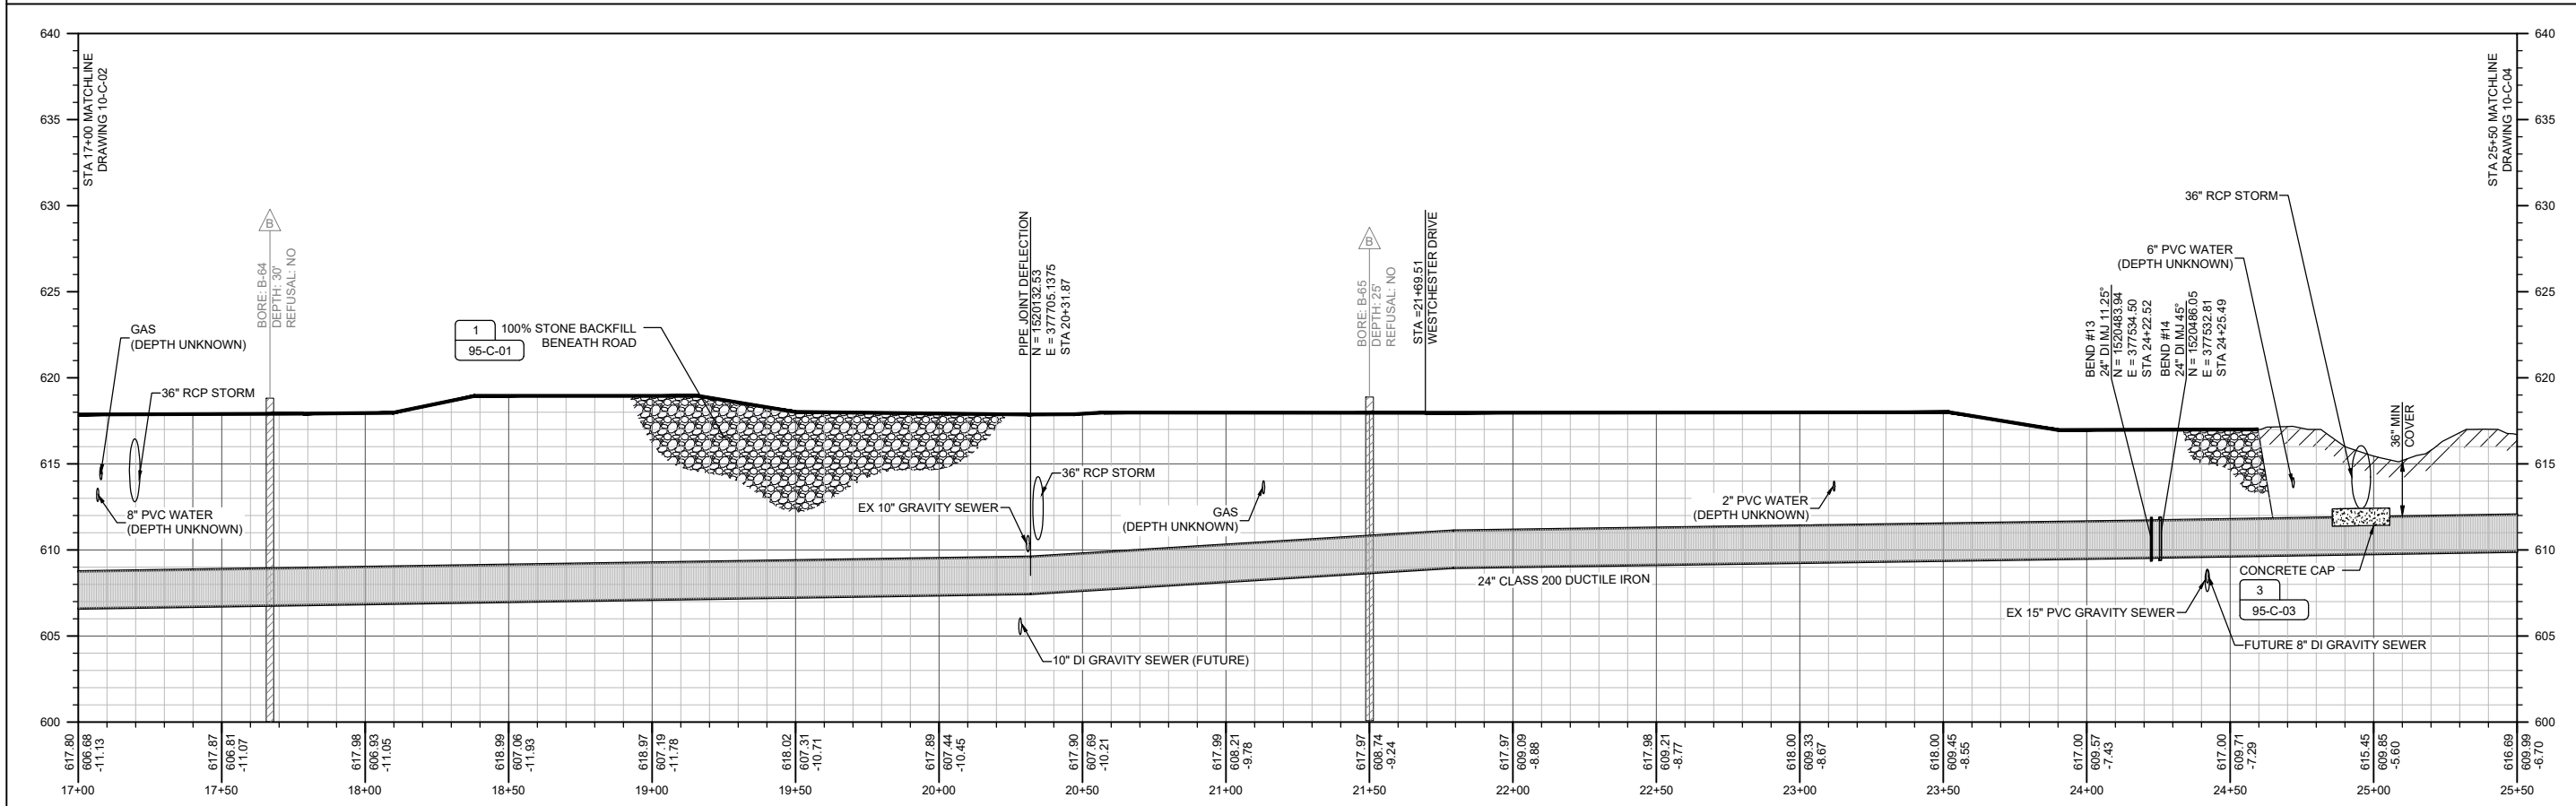 640
635
630
625
620
615
610
605
600
640
635
630
625
620
615
610
605
600
STA 17+00 MATCHLINE
DRAWING 10-C-02
GAS
(DEPTH UNKNOWN)
36" RCP STORM
8" PVC WATER
(DEPTH UNKNOWN)
B
BORE: B-64
DEPTH: 30'
REFUSAL: NO
1
95-C-01
100% STONE BACKFILL
BENEATH ROAD
PIPE JOINT DEFLECTION
N = 1520132.53
E = 377705.1375
STA 20+31.87
36" RCP STORM
EX 10" GRAVITY SEWER
10" DI GRAVITY SEWER (FUTURE)
GAS
(DEPTH UNKNOWN)
B
BORE: B-65
DEPTH: 25'
REFUSAL: NO
STA =21+69.51
WESTCHESTER DRIVE
24" CLASS 200 DUCTILE IRON
2" PVC WATER
(DEPTH UNKNOWN)
BEND #13
24" DI MJ 11.25°
N = 1520483.94
E = 377534.50
STA 24+22.52
BEND #14
24" DI MJ 45°
N = 1520486.05
E = 377532.81
STA 24+25.49
36" RCP STORM
6" PVC WATER
(DEPTH UNKNOWN)
36" MIN
COVER
STA 25+50 MATCHLINE
DRAWING 10-C-04
CONCRETE CAP
3
95-C-03
EX 15" PVC GRAVITY SEWER
FUTURE 8" DI GRAVITY SEWER
617.80
606.68
-11.13
617.87
606.81
-11.07
617.98
606.93
-11.05
618.99
607.06
-11.93
618.97
607.19
-11.78
618.02
607.31
-10.71
617.89
607.44
-10.45
617.90
607.69
-10.21
617.99
608.21
-9.78
617.97
608.74
-9.24
617.97
609.09
-8.88
617.98
609.21
-8.77
618.00
609.33
-8.67
618.00
609.45
-8.55
617.00
609.57
-7.43
617.00
609.71
-7.29
615.45
609.85
-5.60
616.69
609.99
-6.70
17+00
17+50
18+00
18+50
19+00
19+50
20+00
20+50
21+00
21+50
22+00
22+50
23+00
23+50
24+00
24+50
25+00
25+50